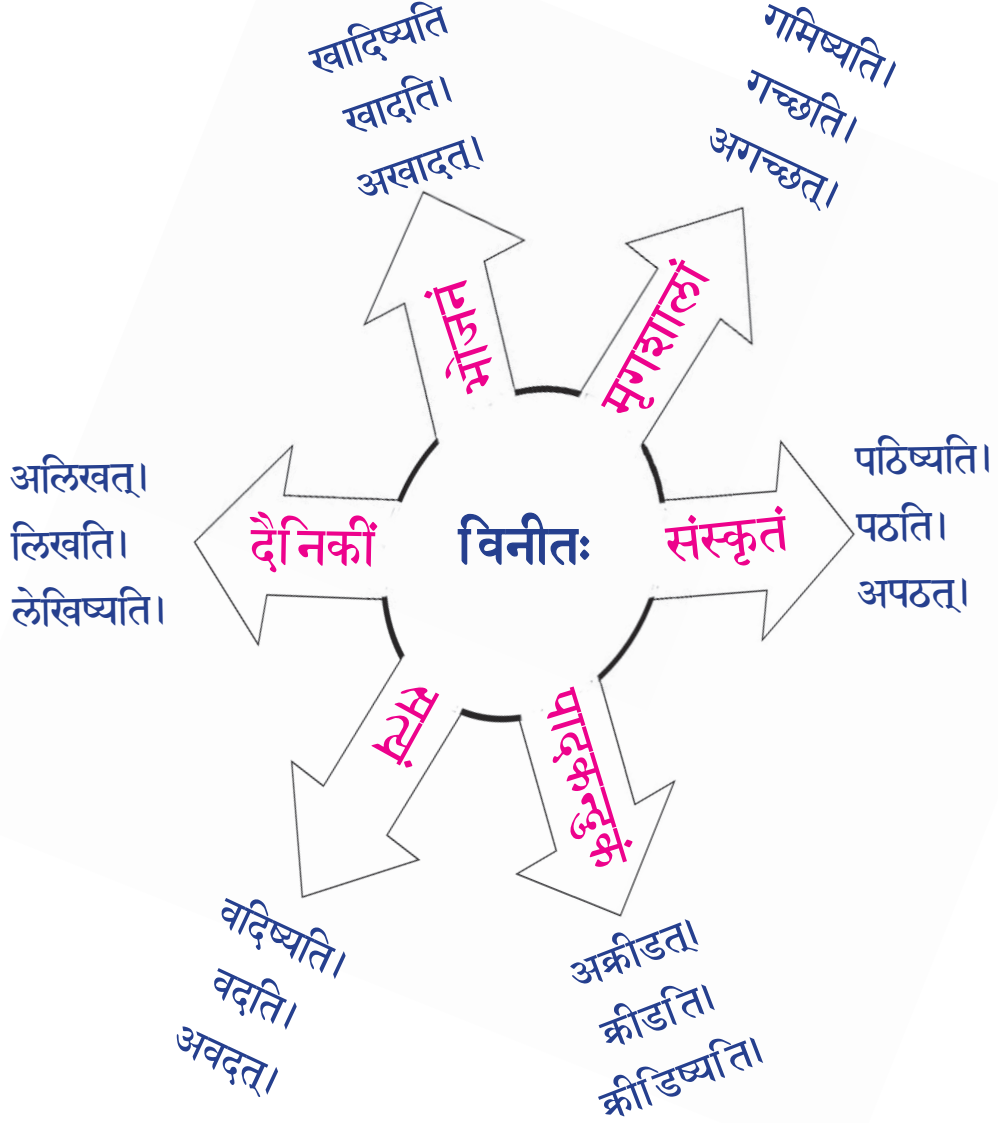 खादिष्यति
खादति।
अखादत्।
गमिष्यति।
गच्छति।
अगच्छत्।
भोजनं
मृगशालां
अलिखत्।
लिखति।
लेखिष्यति।
दैनिकीं
विनीतः
संस्कृतं
पठिष्यति।
पठति।
अपठत्।
सत्यं
पादकन्दुकं
वदिष्यति।
वदति।
अवदत्।
अक्रीडत्।
क्रीडति।
क्रीडिष्यति।